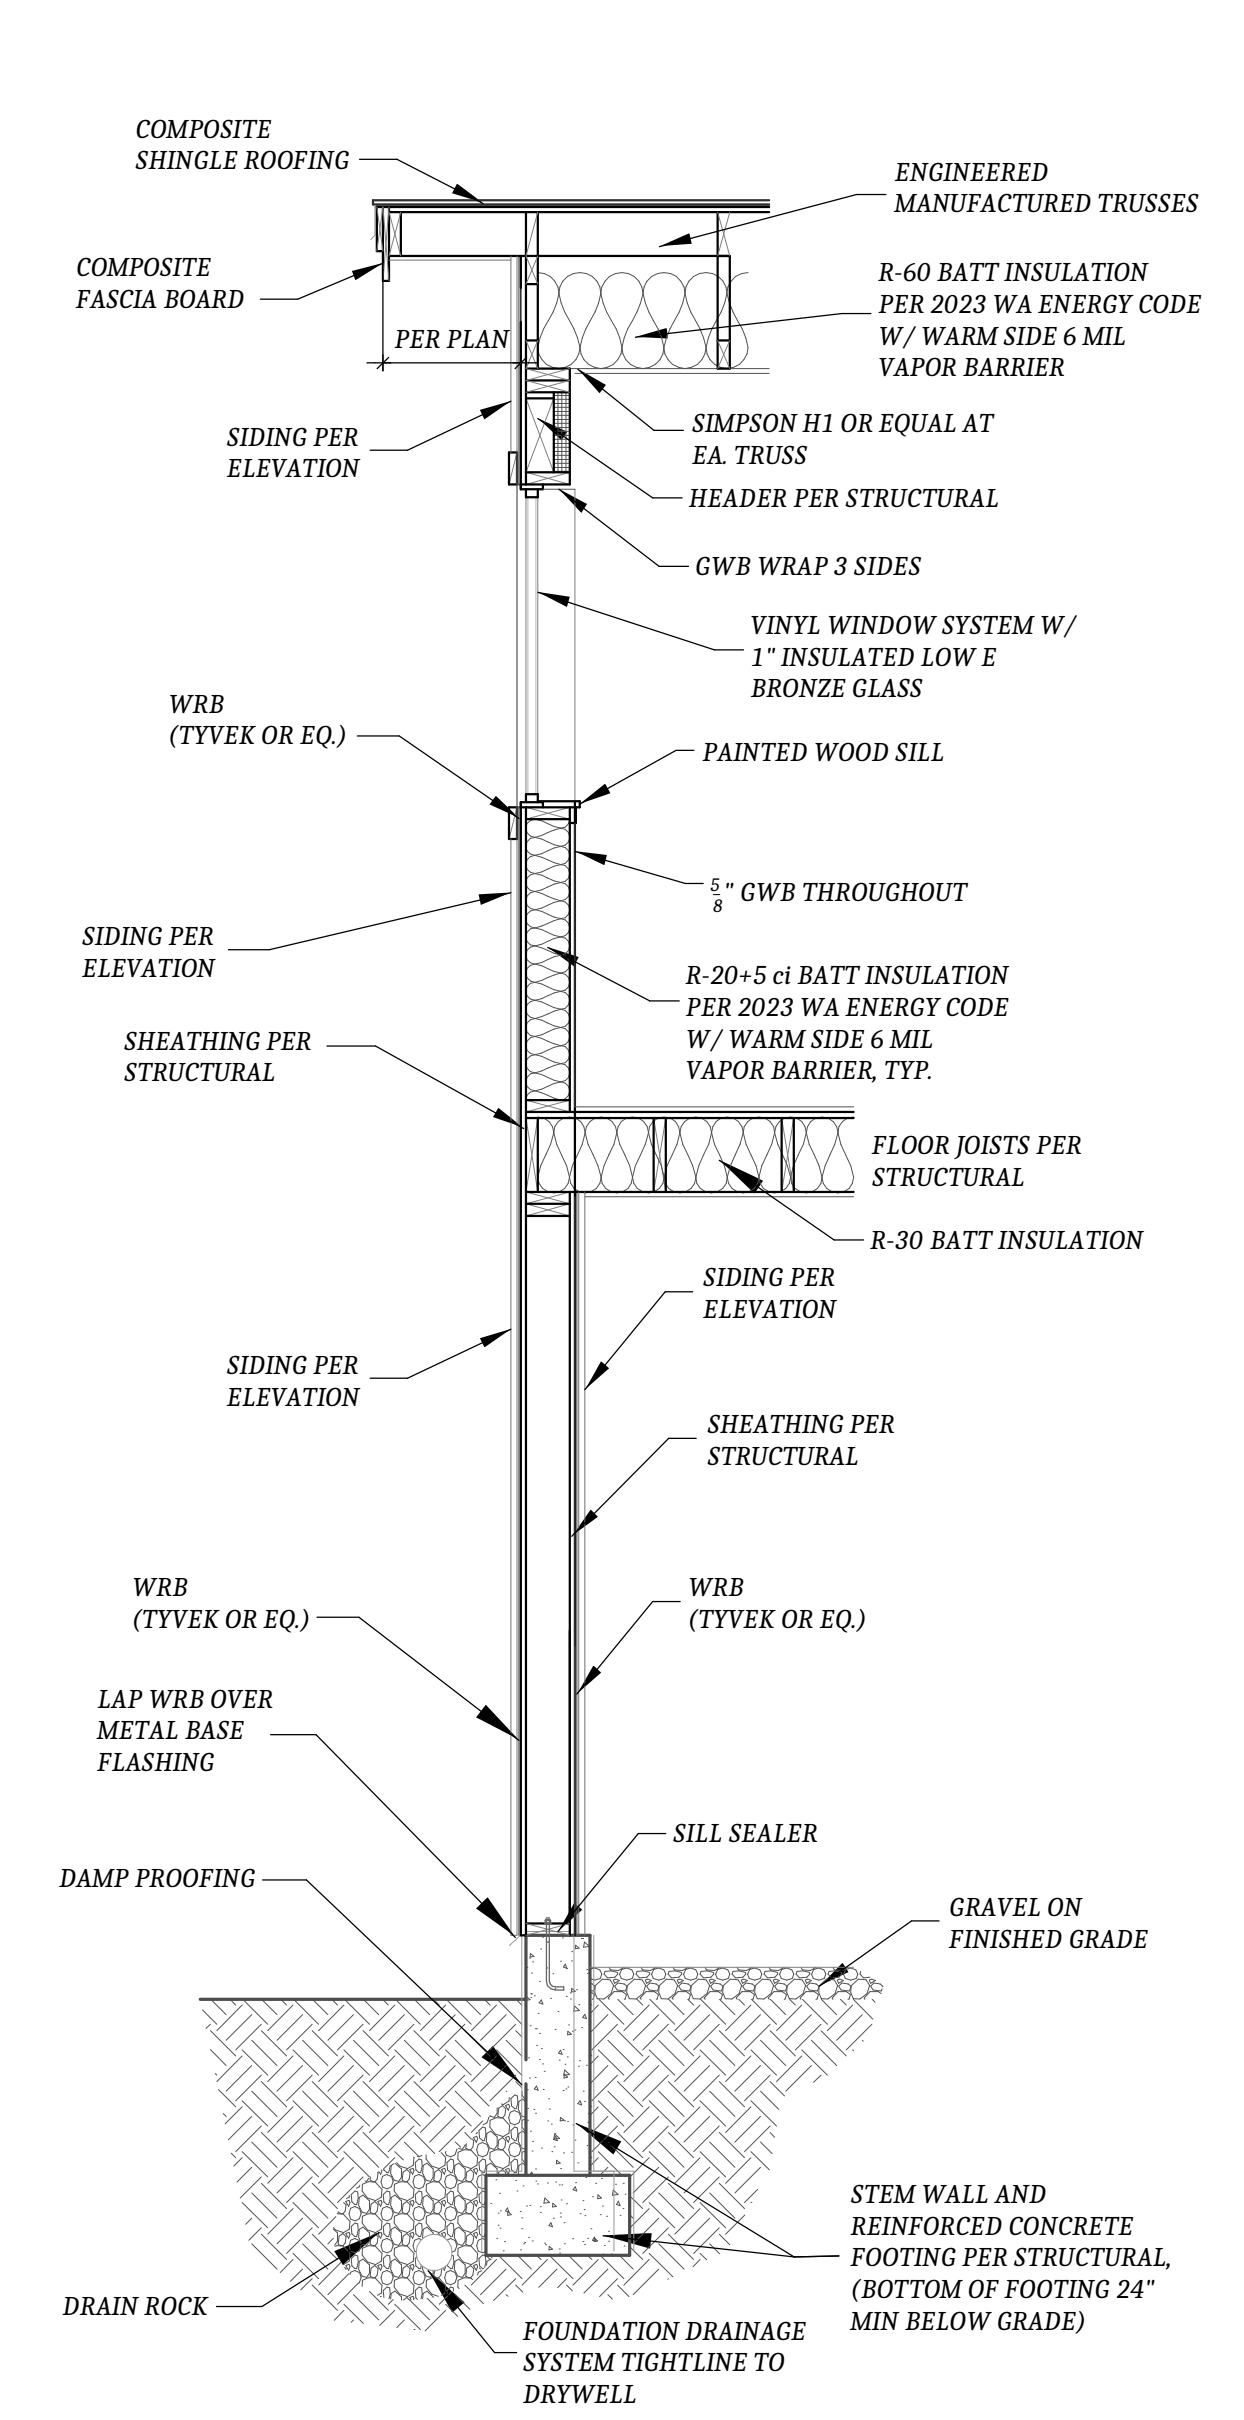 COMPOSITE
SHINGLE ROOFING
ENGINEERED
MANUFACTURED TRUSSES
COMPOSITE
FASCIA BOARD
R-60 BATT INSULATION
PER 2023 WA ENERGY CODE
W/ WARM SIDE 6 MIL
VAPOR BARRIER
PER PLAN
SIDING PER
ELEVATION
SIMPSON H1 OR EQUAL AT
EA. TRUSS
HEADER PER STRUCTURAL
GWB WRAP 3 SIDES
VINYL WINDOW SYSTEM W/
1" INSULATED LOW E
BRONZE GLASS
WRB
(TYVEK OR EQ.)
PAINTED WOOD SILL
5/8" GWB THROUGHOUT
SIDING PER
ELEVATION
R-20+5 ci BATT INSULATION
PER 2023 WA ENERGY CODE
W/ WARM SIDE 6 MIL
VAPOR BARRIER, TYP.
SHEATHING PER
STRUCTURAL
FLOOR JOISTS PER
STRUCTURAL
R-30 BATT INSULATION
SIDING PER
ELEVATION
SIDING PER
ELEVATION
SHEATHING PER
STRUCTURAL
WRB
(TYVEK OR EQ.)
WRB
(TYVEK OR EQ.)
LAP WRB OVER
METAL BASE
FLASHING
SILL SEALER
DAMP PROOFING
GRAVEL ON
FINISHED GRADE
STEM WALL AND
REINFORCED CONCRETE
FOOTING PER STRUCTURAL,
(BOTTOM OF FOOTING 24"
MIN BELOW GRADE)
DRAIN ROCK
FOUNDATION DRAINAGE
SYSTEM TIGHTLINE TO
DRYWELL